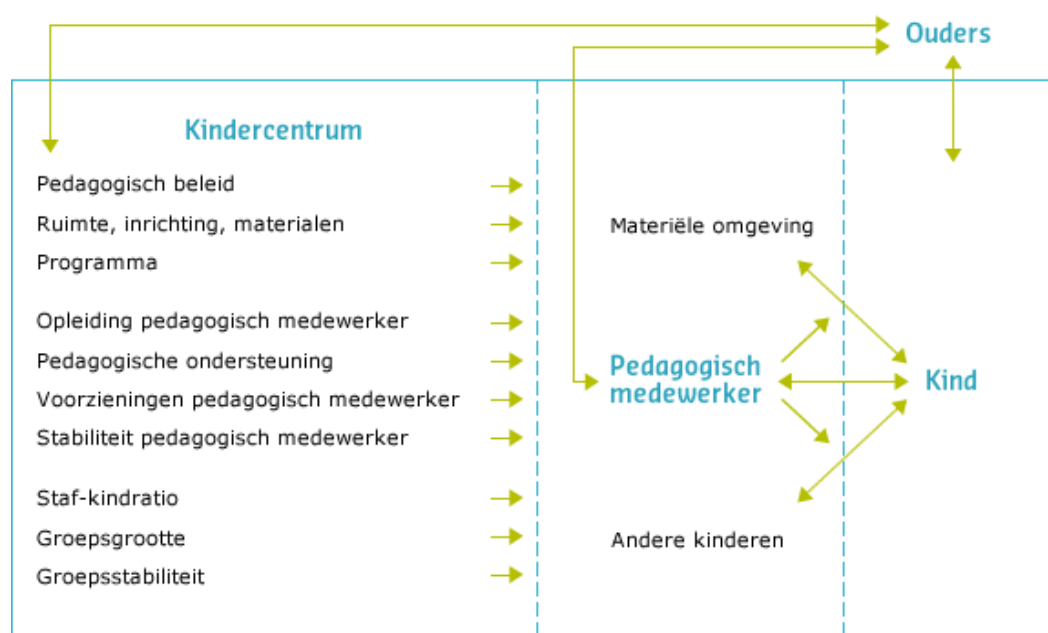 Ouders
Kindercentrum
Pedagogisch beleid
Ruimte, inrichting, materialen
Programma
Opleiding pedagogisch medewerker
Pedagogische ondersteuning
Voorzieningen pedagogisch medewerker
Stabiliteit pedagogisch medewerker
Staf-kindratio
Groepsgrootte
Groepsstabiliteit
Materiële omgeving
Pedagogisch
medewerker
Andere kinderen
Kind